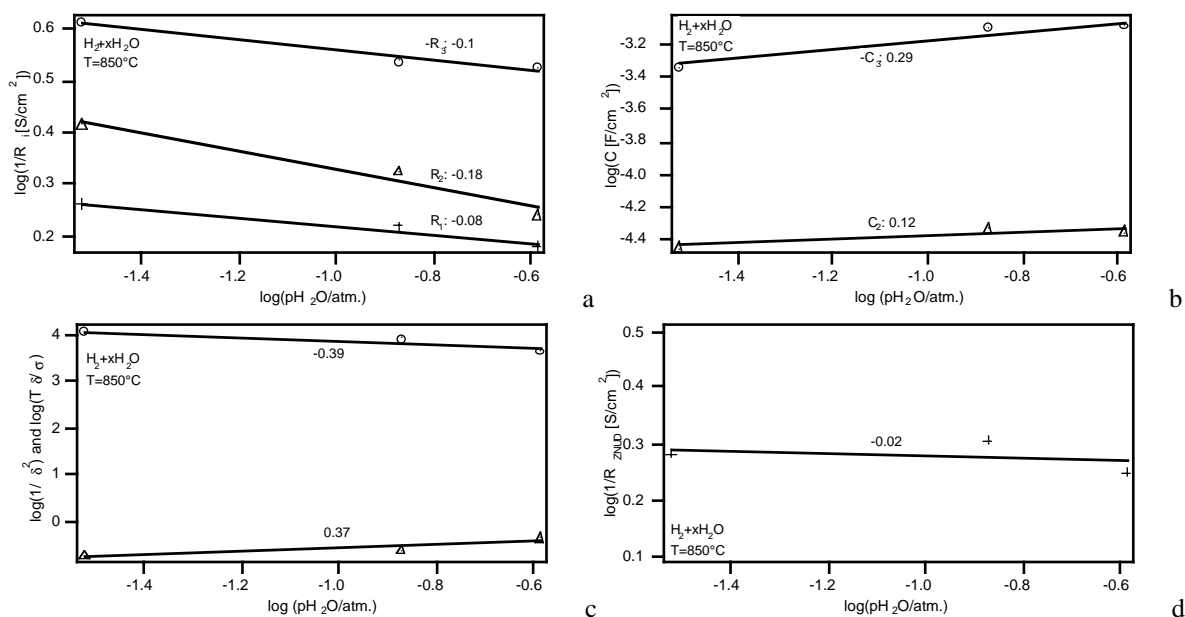 0.6
0.5
0.4
0.3
0.2
log(1/R i [S/cm²])
H₂+xH₂O
T=850°C
-R₃: -0.1
R₂: -0.18
R₁: -0.08
-1.4 -1.2 -1.0 -0.8 -0.6
log(pH ₂O/atm.)
a
-3.2
-3.4
-3.6
-3.8
-4.0
-4.2
-4.4
log(C [F/cm²])
H₂+xH₂O
T=850°C
-C₃: 0.29
C₂: 0.12
-1.4 -1.2 -1.0 -0.8 -0.6
log (pH₂O/atm.)
b
4
3
2
1
0
log(1/ δ²) and log(T δ/ σ)
H₂+xH₂O
T=850°C
-0.39
0.37
-1.4 -1.2 -1.0 -0.8 -0.6
log (pH ₂O/atm.)
c
0.5
0.4
0.3
0.2
0.1
log(1/R ZNUD [S/cm²])
-0.02
H₂+xH₂O
T=850°C
-1.4 -1.2 -1.0 -0.8 -0.6
log(pH₂O/atm.)
d